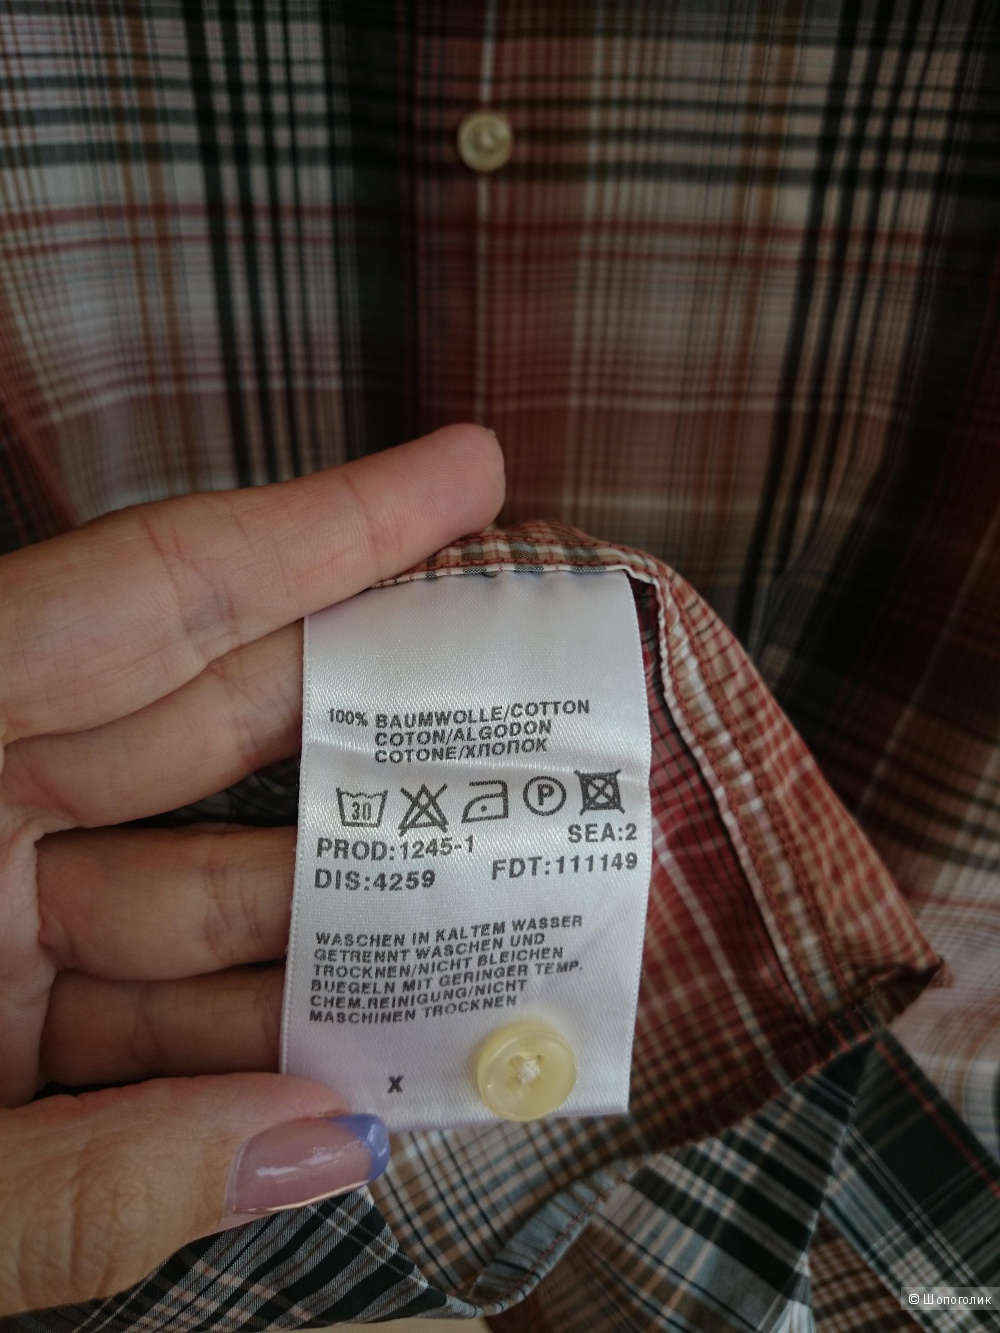 100% BAUMWOLLE/COTTON
COTON/ALGODON
COTONE/ХЛОПОК
30 P
PROD:1245-1 SEA:2
DIS:4259 FDT:111149
WASCHEN IN KALTEM WASSER
GETRENNT WASCHEN UND
TROCKNEN/NICHT BLEICHEN
BUEGELN MIT GERINGER TEMP.
CHEM.REINIGUNG/NICHT
MASCHINEN TROCKNEN
X
© Шопоголик